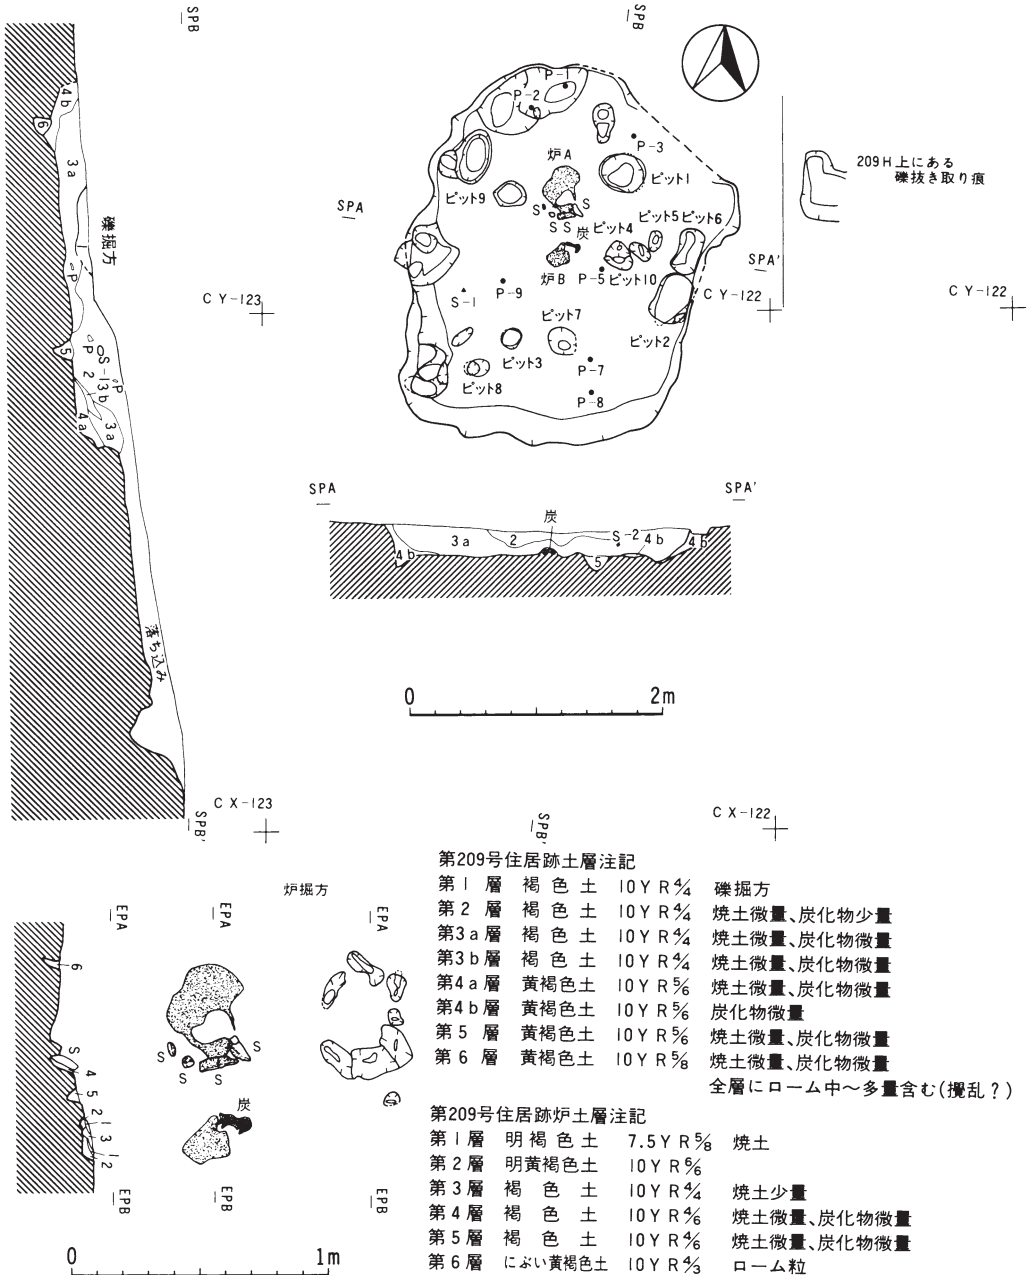 SPB
SPB
4b
6
3a
1
礫掘方
P
5
P
S-1
3b
P
2
4a
3a
落ち込み
SPB'
P-1
P-2
P-3
炉A
ピット1
ピット9
SPA
S
S S
炭
ピット4
ピット5
ピット6
SPA'
炉B
P-5
ピット10
S-1
P-9
ピット7
ピット2
ピット3
ピット8
P-7
P-8
209H上にある
礫抜き取り痕
CY-123
CY-122
CY-122
SPA
SPA'
炭
4b
3a
2
S-2
4b
4b
5
0
2m
CX-123
CX-122
SPB'
第209号住居跡土層注記
第1層 褐色土 10YR4/4 礫掘方
第2層 褐色土 10YR4/4 焼土微量、炭化物少量
第3a層 褐色土 10YR4/4 焼土微量、炭化物微量
第3b層 褐色土 10YR4/4 焼土微量、炭化物微量
第4a層 黄褐色土 10YR5/6 焼土微量、炭化物微量
第4b層 黄褐色土 10YR5/6 炭化物微量
第5層 黄褐色土 10YR5/6 焼土微量、炭化物微量
第6層 黄褐色土 10YR5/8 焼土微量、炭化物微量
全層にローム中~多量含む(攪乱?)
第209号住居跡炉土層注記
第1層 明褐色土 7.5YR5/8 焼土
第2層 明黄褐色土 10YR6/6
第3層 褐色土 10YR4/4 焼土少量
第4層 褐色土 10YR4/6 焼土微量、炭化物微量
第5層 褐色土 10YR4/6 焼土微量、炭化物微量
第6層 にぶい黄褐色土 10YR4/3 ローム粒
炉掘方
EPA
EPA
EPA
6
S
4
5
2
1
3
1
2
S
S
S
S
炭
EPB
EPB
EPB
0
1m